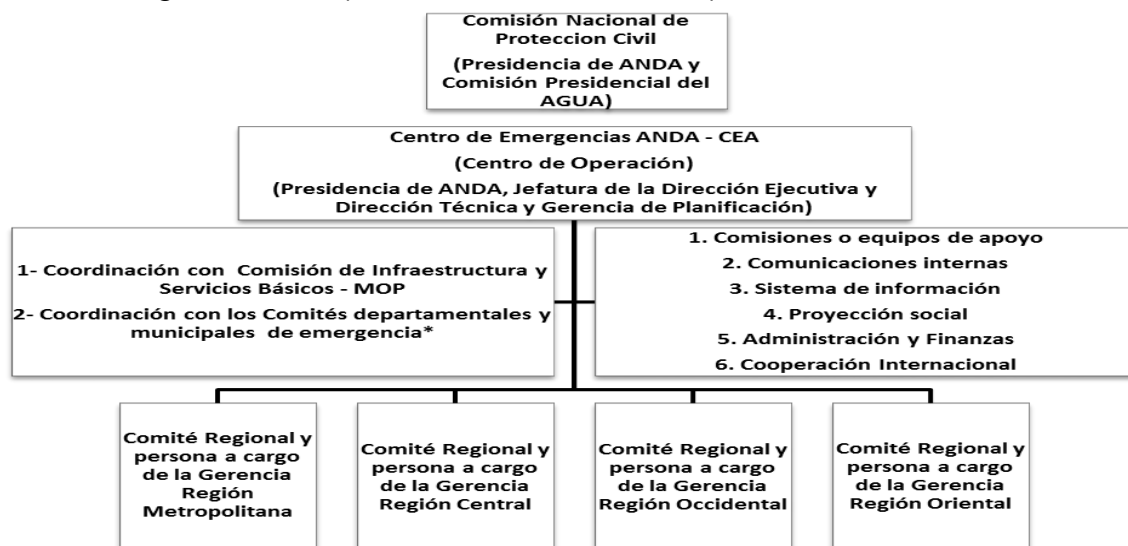 Comisión Nacional de
Proteccion Civil
(Presidencia de ANDA y
Comisión Presidencial del
AGUA)
Centro de Emergencias ANDA - CEA
(Centro de Operación)
(Presidencia de ANDA, Jefatura de la Dirección Ejecutiva y
Dirección Técnica y Gerencia de Planificación)
1- Coordinación con Comisión de Infraestructura y
Servicios Básicos - MOP
2- Coordinación con los Comités departamentales y
municipales de emergencia*
1. Comisiones o equipos de apoyo
2. Comunicaciones internas
3. Sistema de información
4. Proyección social
5. Administración y Finanzas
6. Cooperación Internacional
Comité Regional y
persona a cargo
de la Gerencia
Región
Metropolitana
Comité Regional y
persona a cargo
de la Gerencia
Región Central
Comité Regional y
persona a cargo
de la Gerencia
Región Occidental
Comité Regional y
persona a cargo
de la Gerencia
Región Oriental